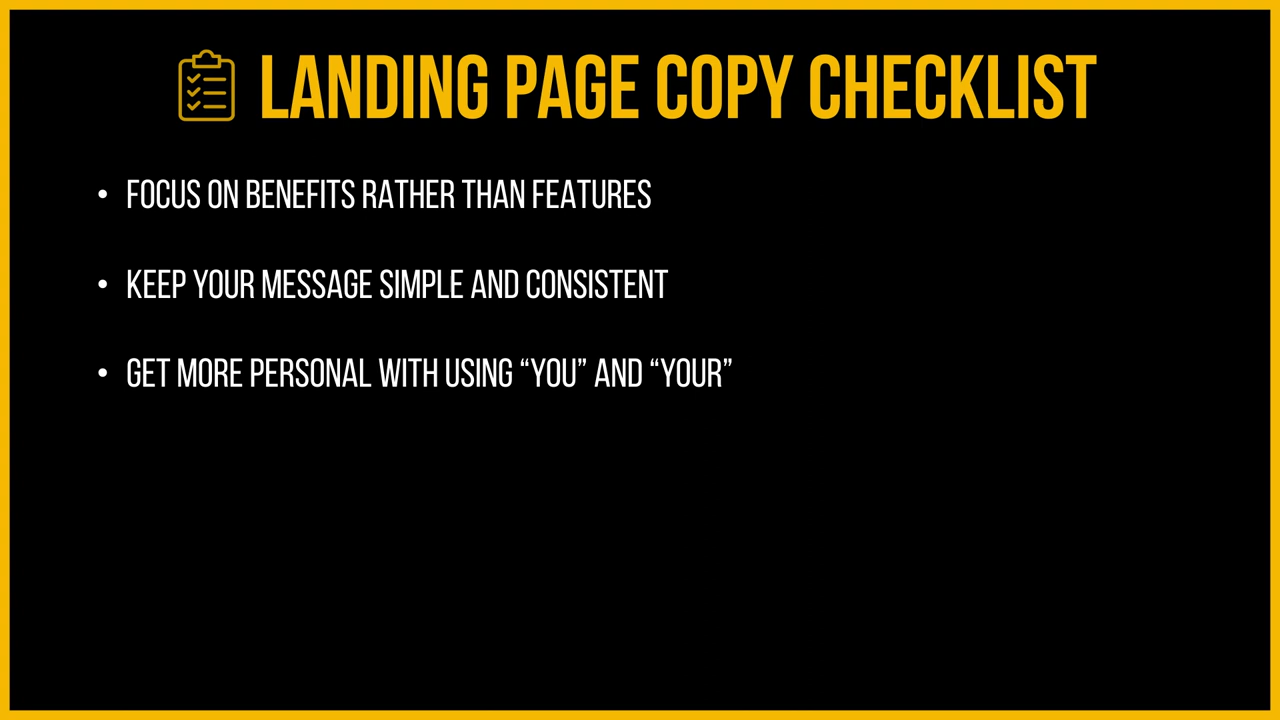 LANDING PAGE COPY CHECKLIST
• FOCUS ON BENEFITS RATHER THAN FEATURES
• KEEP YOUR MESSAGE SIMPLE AND CONSISTENT
• GET MORE PERSONAL WITH USING “YOU” AND “YOUR”